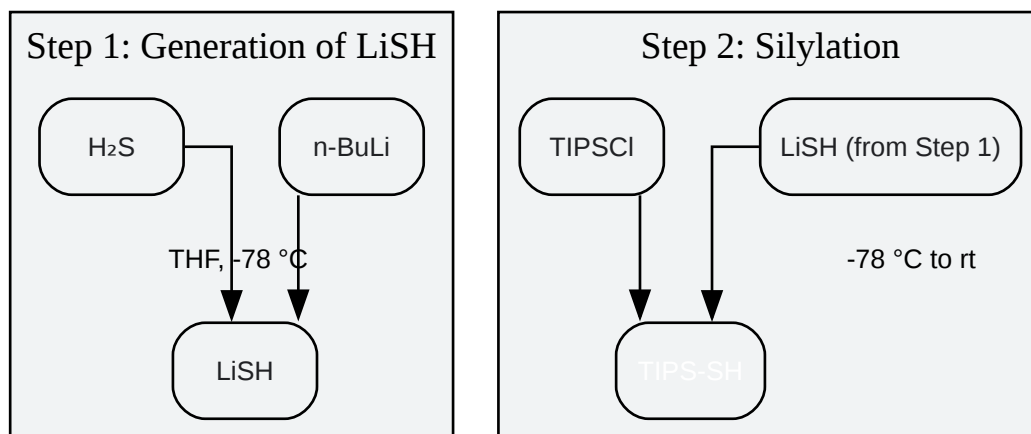 Step 1: Generation of LiSH
H₂S
n-BuLi
THF, -78 °C
LiSH
Step 2: Silylation
TIPSCl
LiSH (from Step 1)
-78 °C to rt
TIPS-SH